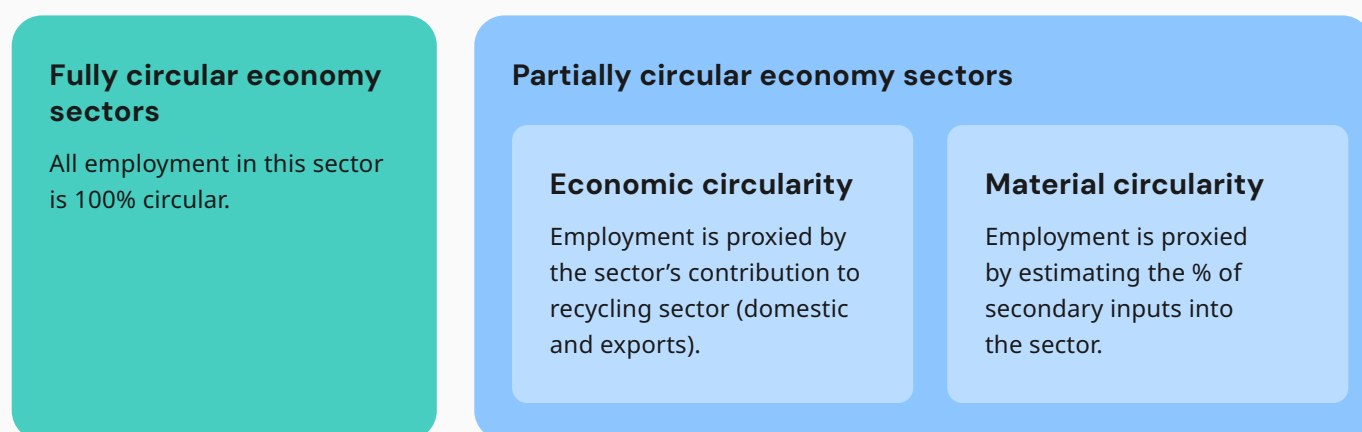 Fully circular economy
sectors
All employment in this sector
is 100% circular.
Partially circular economy sectors
Economic circularity
Employment is proxied by
the sector’s contribution to
recycling sector (domestic
and exports).
Material circularity
Employment is proxied
by estimating the % of
secondary inputs into
the sector.